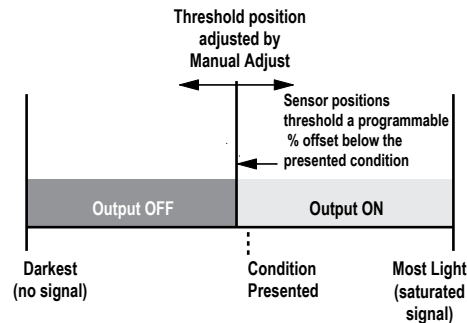 Threshold position
adjusted by
Manual Adjust
Sensor positions
threshold a programmable
% offset below the
presented condition
Output OFF
Output ON
Darkest
(no signal)
Condition
Presented
Most Light
(saturated
signal)